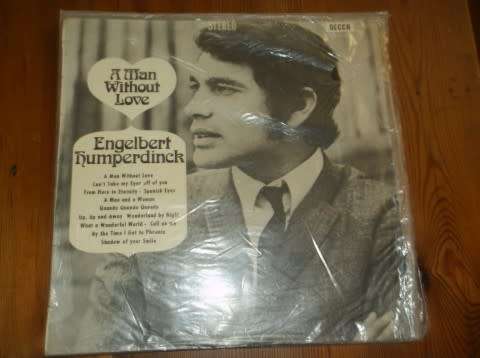 STEREO
DECCA
A Man
Without
Love
Engelbert
Humperdinck
A Man Without Love
Can't Take my Eyes off of you
From Here to Eternity - Spanish Eyes
A Man and a Woman
Quando Quando Quando
Up, Up and Away Wonderland by Night
What a Wonderful World - Call on Me
By the Time I Get to Phoenix
Shadow of your Smile